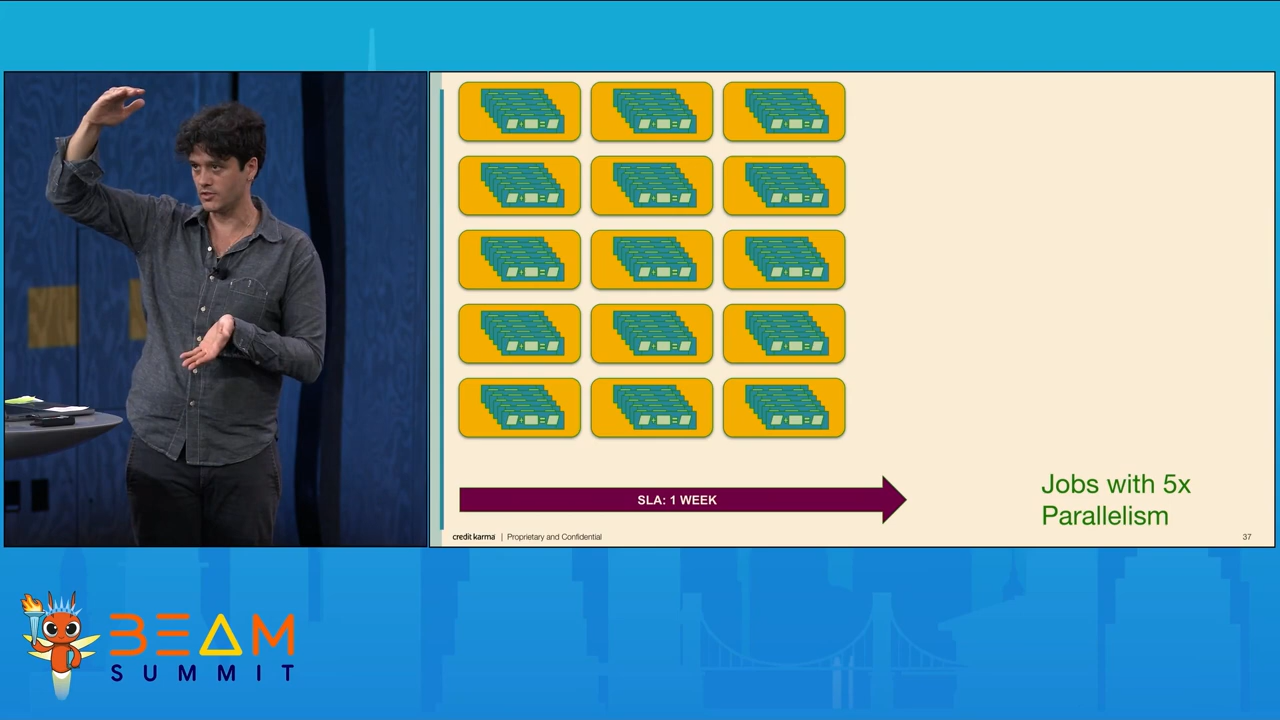 SLA: 1 WEEK
Jobs with 5x
Parallelism
credit karma | Proprietary and Confidential
37
BEAM
SUMMIT